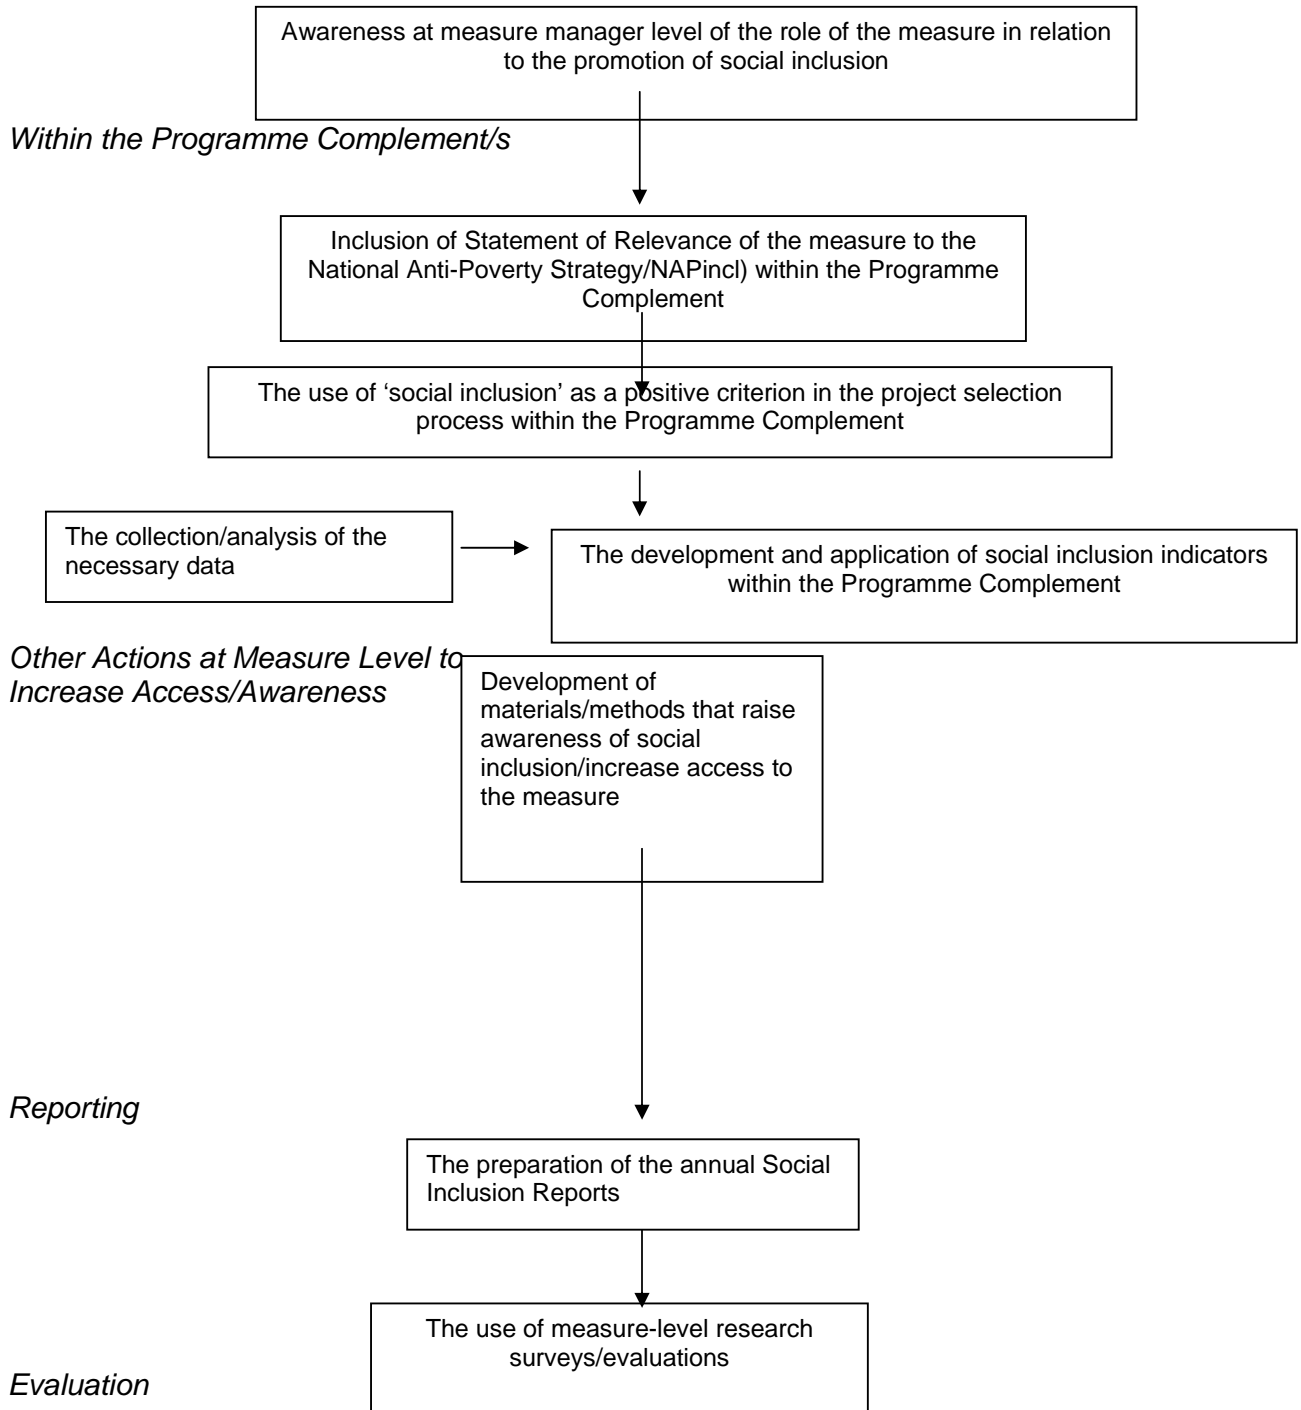 Awareness at measure manager level of the role of the measure in relation
to the promotion of social inclusion
Within the Programme Complement/s
Inclusion of Statement of Relevance of the measure to the
National Anti-Poverty Strategy/NAPincl) within the Programme
Complement
The use of ‘social inclusion’ as a positive criterion in the project selection
process within the Programme Complement
The collection/analysis of the
necessary data
The development and application of social inclusion indicators
within the Programme Complement
Other Actions at Measure Level to
Increase Access/Awareness
Development of
materials/methods that raise
awareness of social
inclusion/increase access to
the measure
Reporting
The preparation of the annual Social
Inclusion Reports
The use of measure-level research
surveys/evaluations
Evaluation